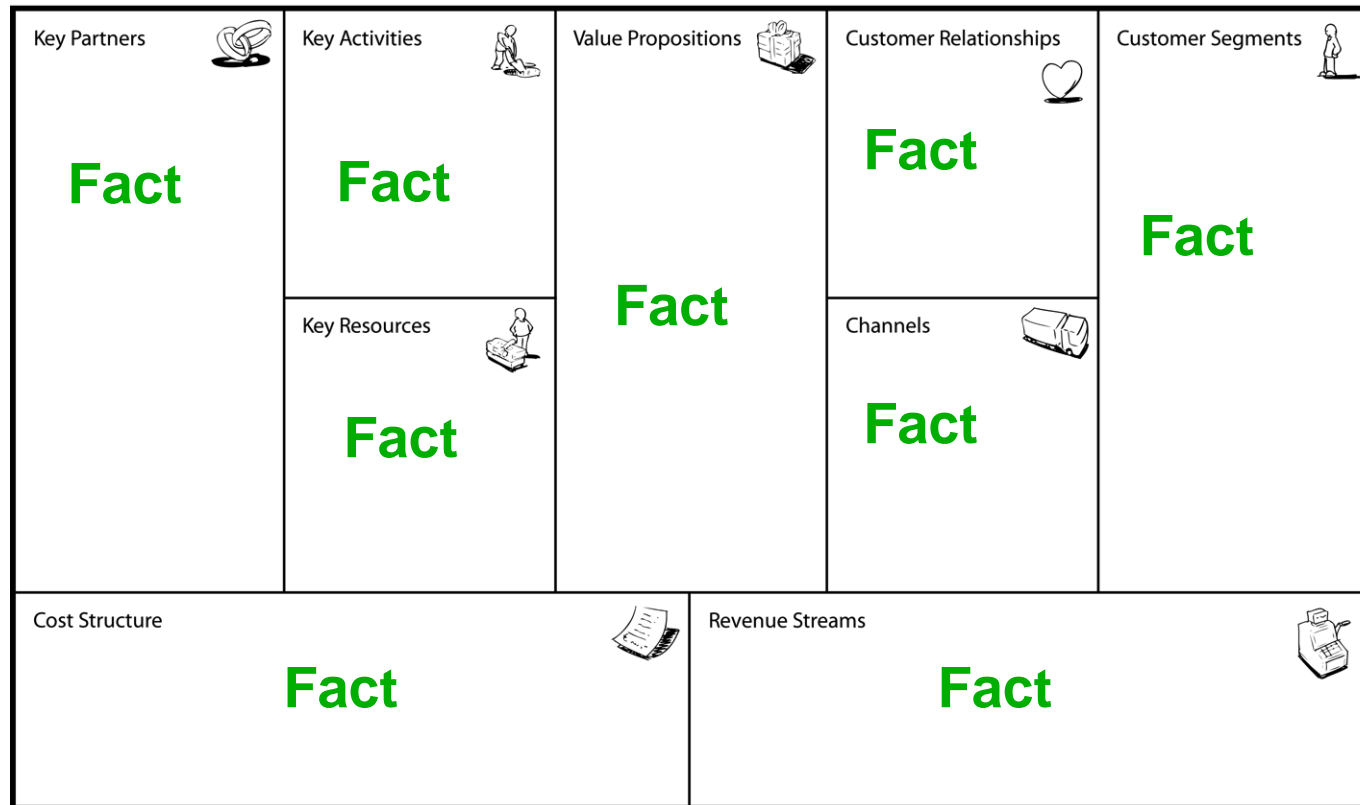 Key Partners
Fact
Key Activities
Fact
Key Resources
Fact
Value Propositions
Fact
Customer Relationships
Fact
Channels
Fact
Customer Segments
Fact
Cost Structure
Fact
Revenue Streams
Fact